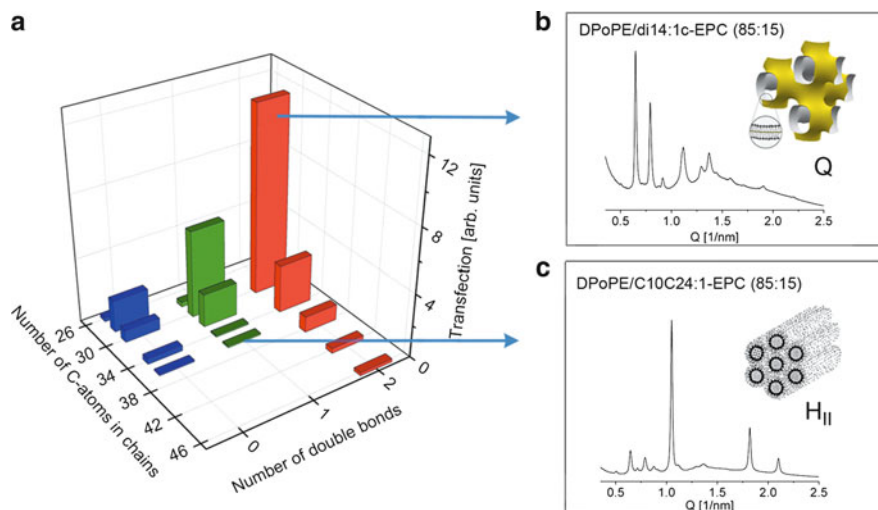 a
12
8
4
0
Transfection [arb. units]
26
30
34
38
42
46
Number of C-atoms in chains
0
1
2
Number of double bonds
b
DPoPE/di14:1c-EPC (85:15)
Q
0.5 1.0 1.5 2.0 2.5
Q [1/nm]
c
DPoPE/C10C24:1-EPC (85:15)
HII
0.5 1.0 1.5 2.0 2.5
Q [1/nm]